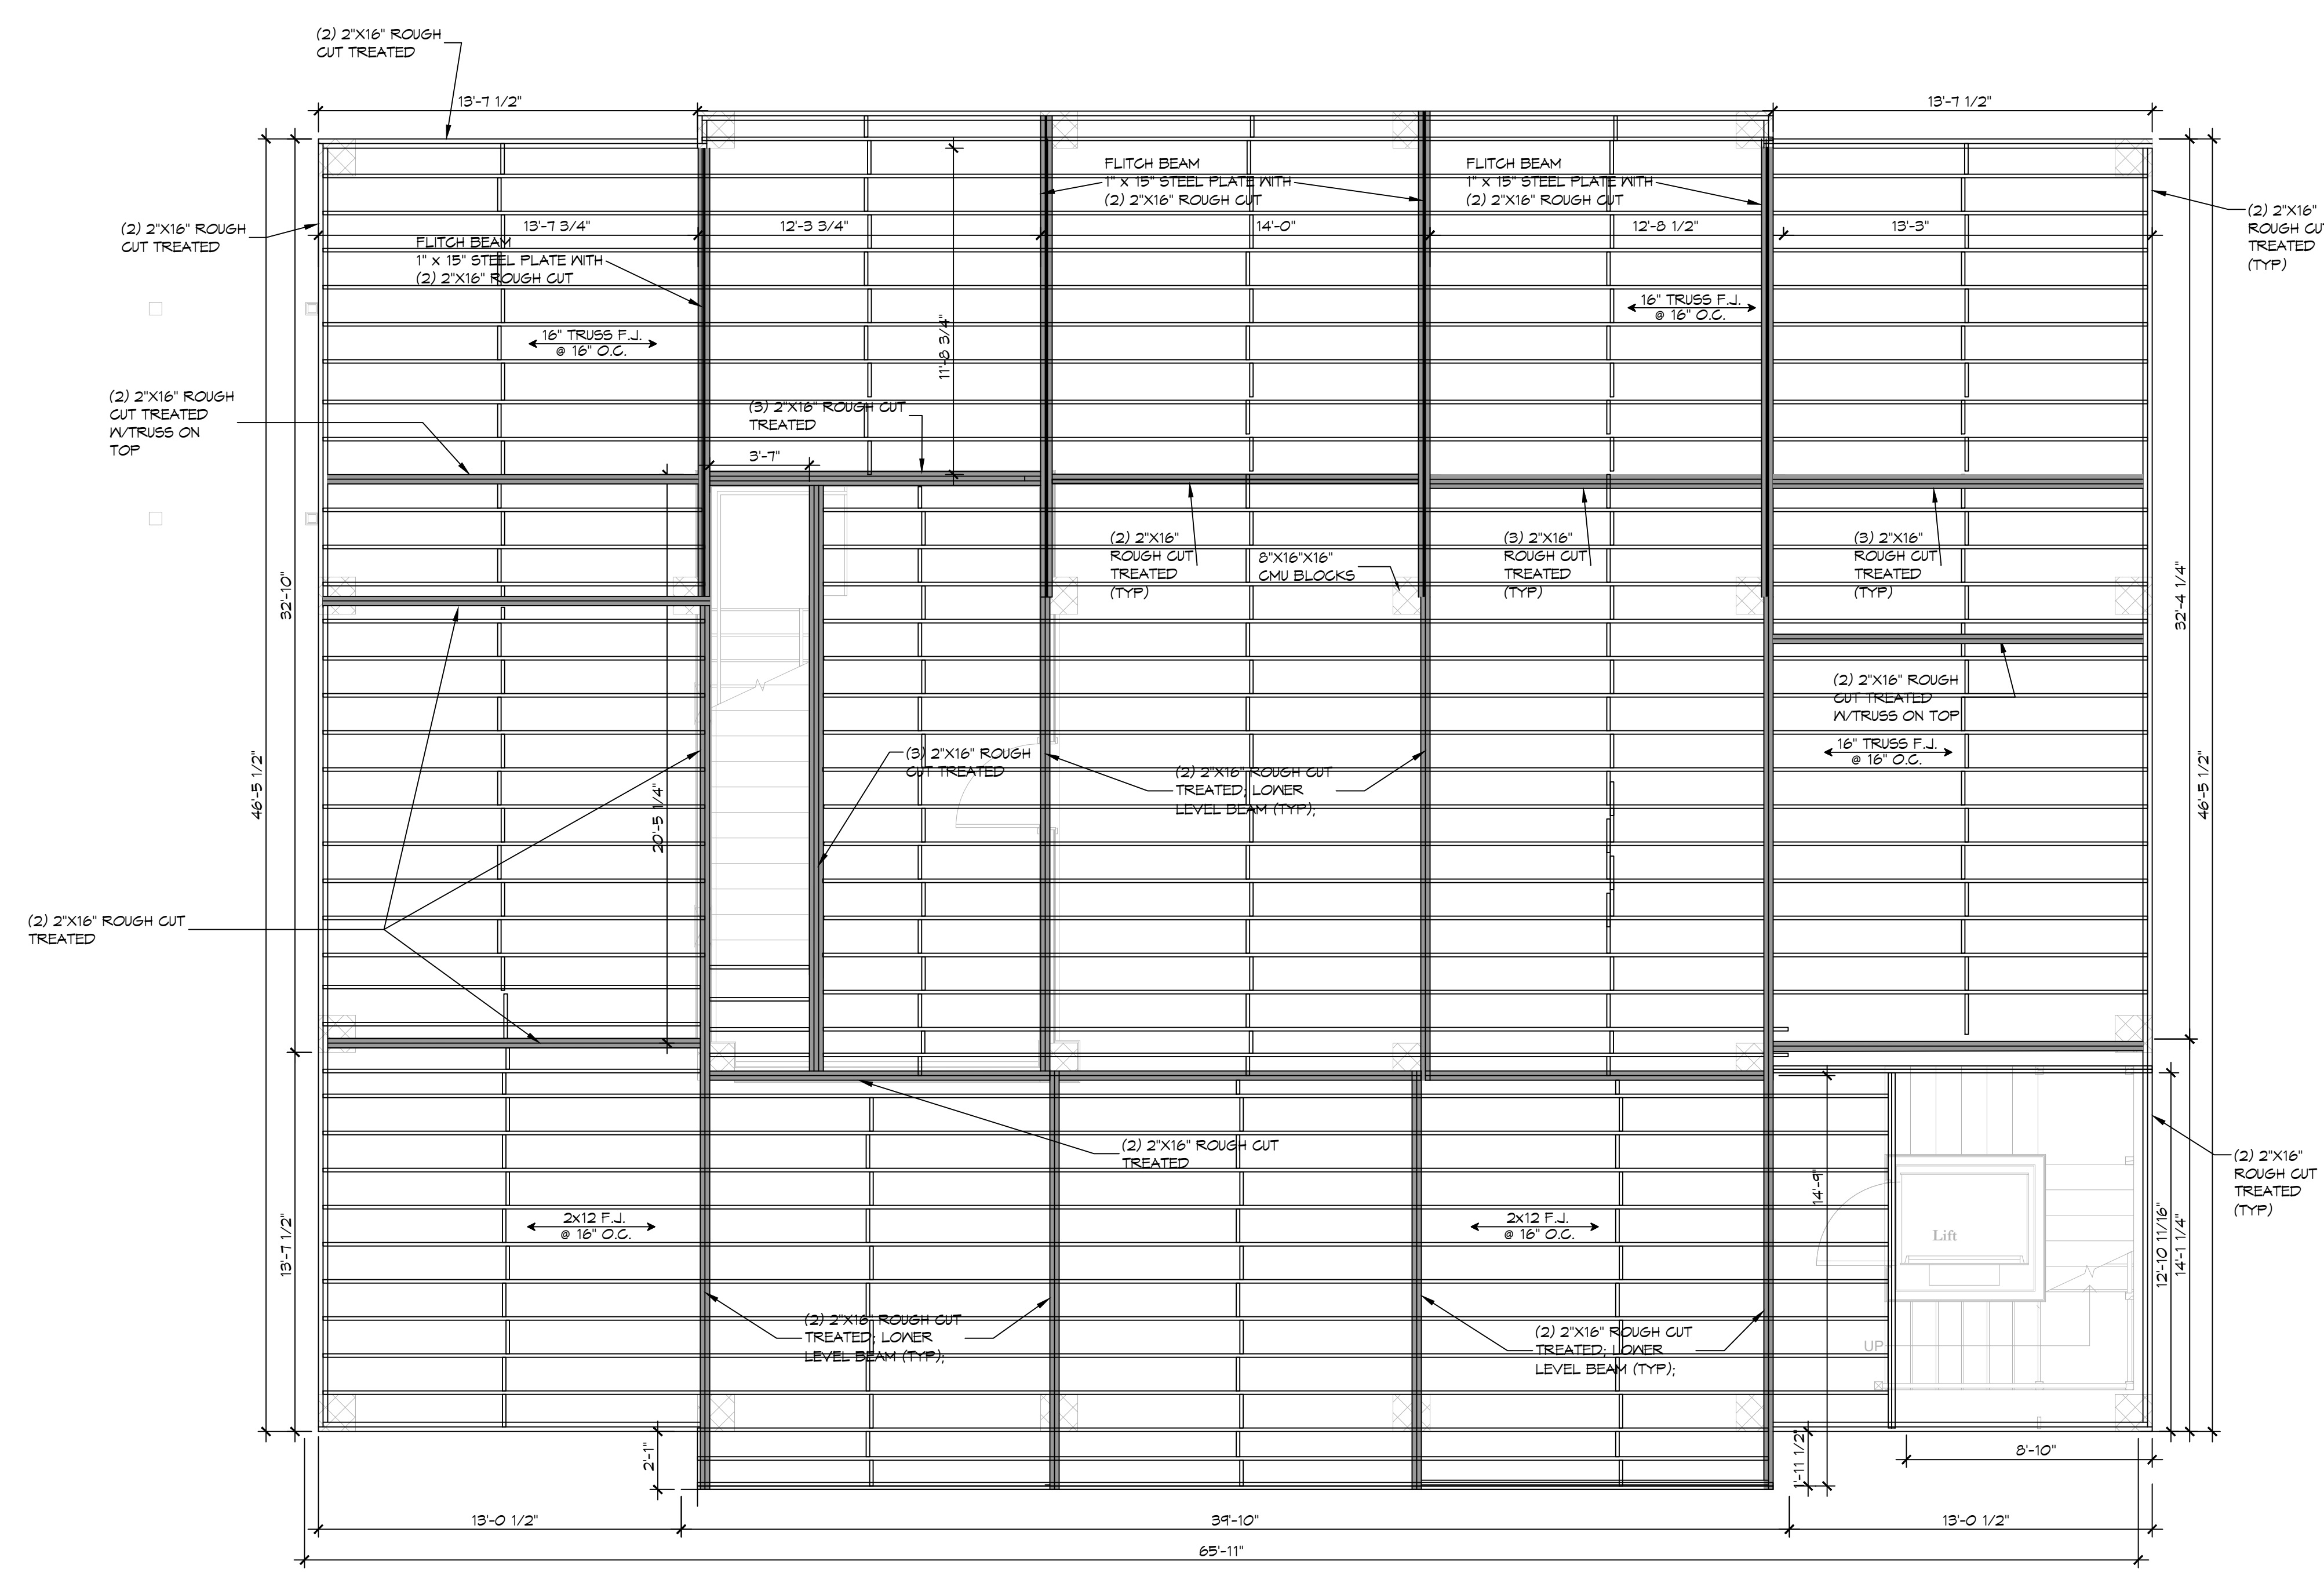 (2) 2"X16" ROUGH
CUT TREATED
13'-7 1/2"
13'-7 1/2"
FLITCH BEAM
1" x 15" STEEL PLATE WITH
(2) 2"X16" ROUGH CUT
FLITCH BEAM
1" x 15" STEEL PLATE WITH
(2) 2"X16" ROUGH CUT
(2) 2"X16" ROUGH
CUT TREATED
(2) 2"X16"
ROUGH CUT
TREATED
(TYP)
13'-7 3/4"
12'-3 3/4"
14'-0"
12'-8 1/2"
13'-3"
FLITCH BEAM
1" x 15" STEEL PLATE WITH
(2) 2"X16" ROUGH CUT
16" TRUSS F.J.
@ 16" O.C.
16" TRUSS F.J.
@ 16" O.C.
11'-8 3/4"
(2) 2"X16" ROUGH
CUT TREATED
W/TRUSS ON
TOP
(3) 2"X16" ROUGH CUT
TREATED
3'-7"
(2) 2"X16"
ROUGH CUT
TREATED
(TYP)
8"X16"X16"
CMU BLOCKS
(3) 2"X16"
ROUGH CUT
TREATED
(TYP)
(3) 2"X16"
ROUGH CUT
TREATED
(TYP)
32'-10"
32'-4 1/4"
(2) 2"X16" ROUGH
CUT TREATED
W/TRUSS ON TOP
16" TRUSS F.J.
@ 16" O.C.
46'-5 1/2"
46'-5 1/2"
20'-5 1/4"
(3) 2"X16" ROUGH
CUT TREATED
(2) 2"X16" ROUGH CUT
TREATED; LOWER
LEVEL BEAM (TYP);
(2) 2"X16" ROUGH CUT
TREATED
(2) 2"X16" ROUGH CUT
TREATED
(2) 2"X16"
ROUGH CUT
TREATED
(TYP)
14'-9"
13'-7 1/2"
12'-10 11/16"
14'-1 1/4"
2x12 F.J.
@ 16" O.C.
2x12 F.J.
@ 16" O.C.
Lift
(2) 2"X16" ROUGH CUT
TREATED; LOWER
LEVEL BEAM (TYP);
(2) 2"X16" ROUGH CUT
TREATED; LOWER
LEVEL BEAM (TYP);
UP
2'-1"
1'-11 1/2"
8'-10"
13'-0 1/2"
39'-10"
13'-0 1/2"
65'-11"